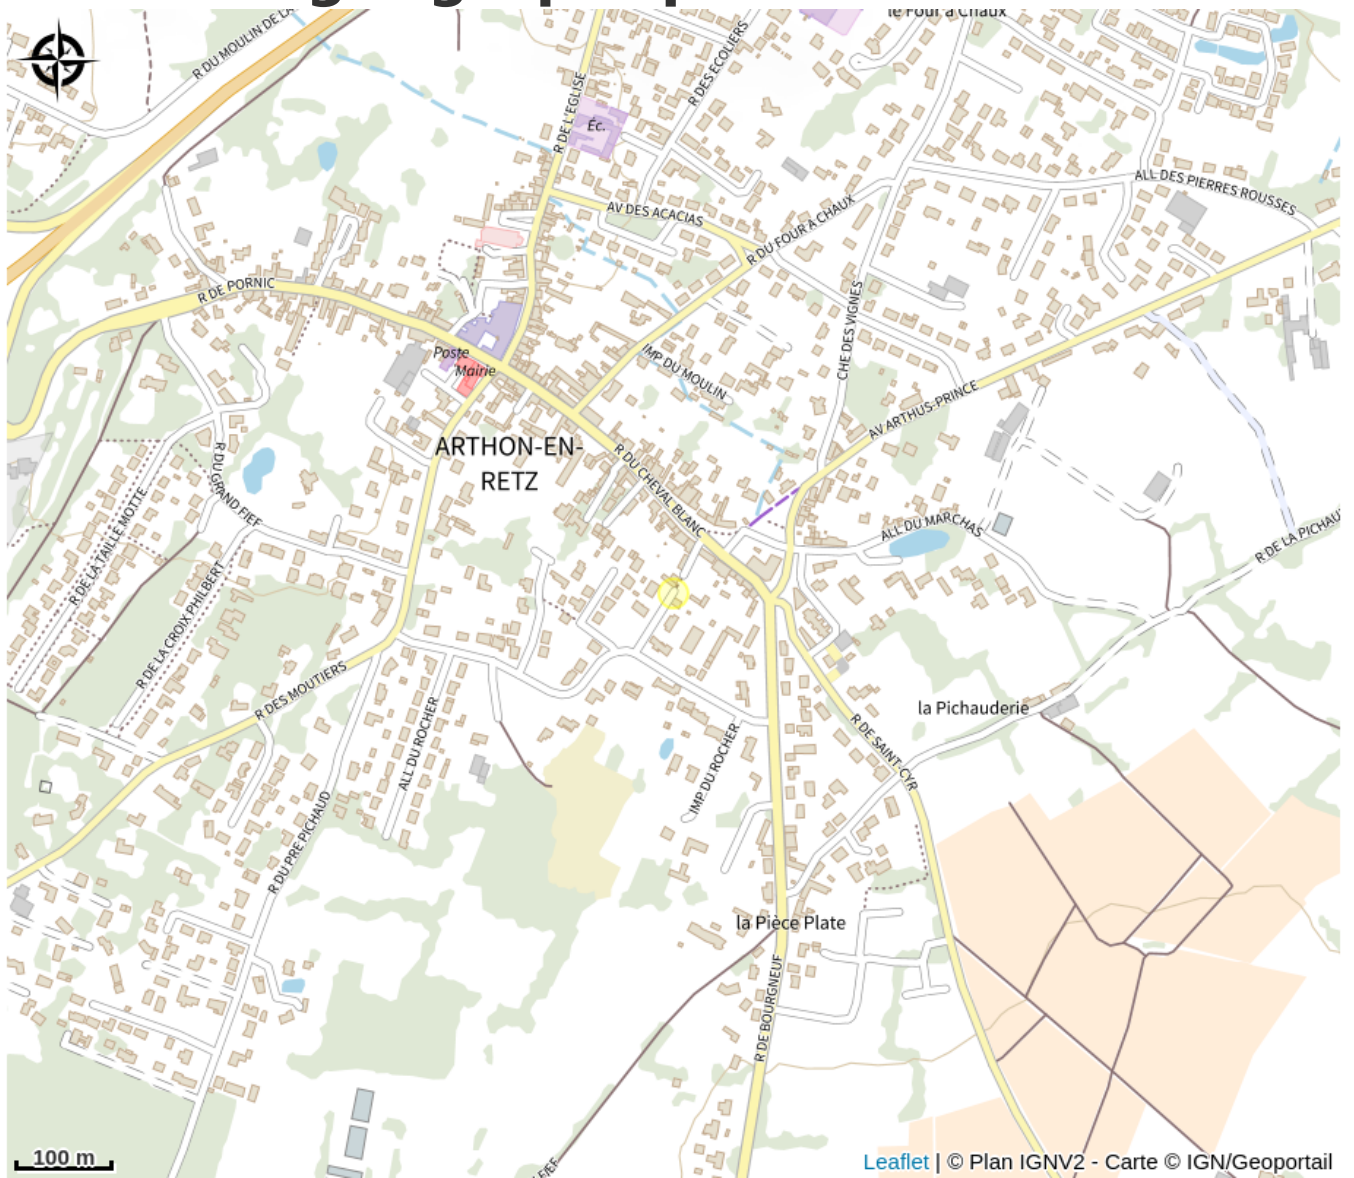 le Four à Chaux
R DU MOULIN DE LA
R DES ECOLIERS
R DE L'EGLISE
Éc.
ALL DES PIERRES ROUSSES
AV DES ACACIAS
R DU FOUR A CHAUX
R DE PORNIC
CHE DES VIGNES
Poste
Mairie
IMP DU MOULIN
AV ARTHUS-PRINCE
ARTHON-EN-
RETZ
R DU CHEVAL BLANC
R DU GRAND FIEF
R DE LA TAILLE MOTTE
ALL DU MARCHAS
R DE LA PICHAU
R DE LA CROIX PHILBERT
R DES MOUTIERS
la Pichauderie
ALL DU ROCHER
IMP DU ROCHER
R DE SAINT-CYR
R DU PRE PICHAUD
la Pièce Plate
R DE BOURGNEUF
FIEF
100 m
Leaflet | © Plan IGNV2 - Carte © IGN/Geoportail